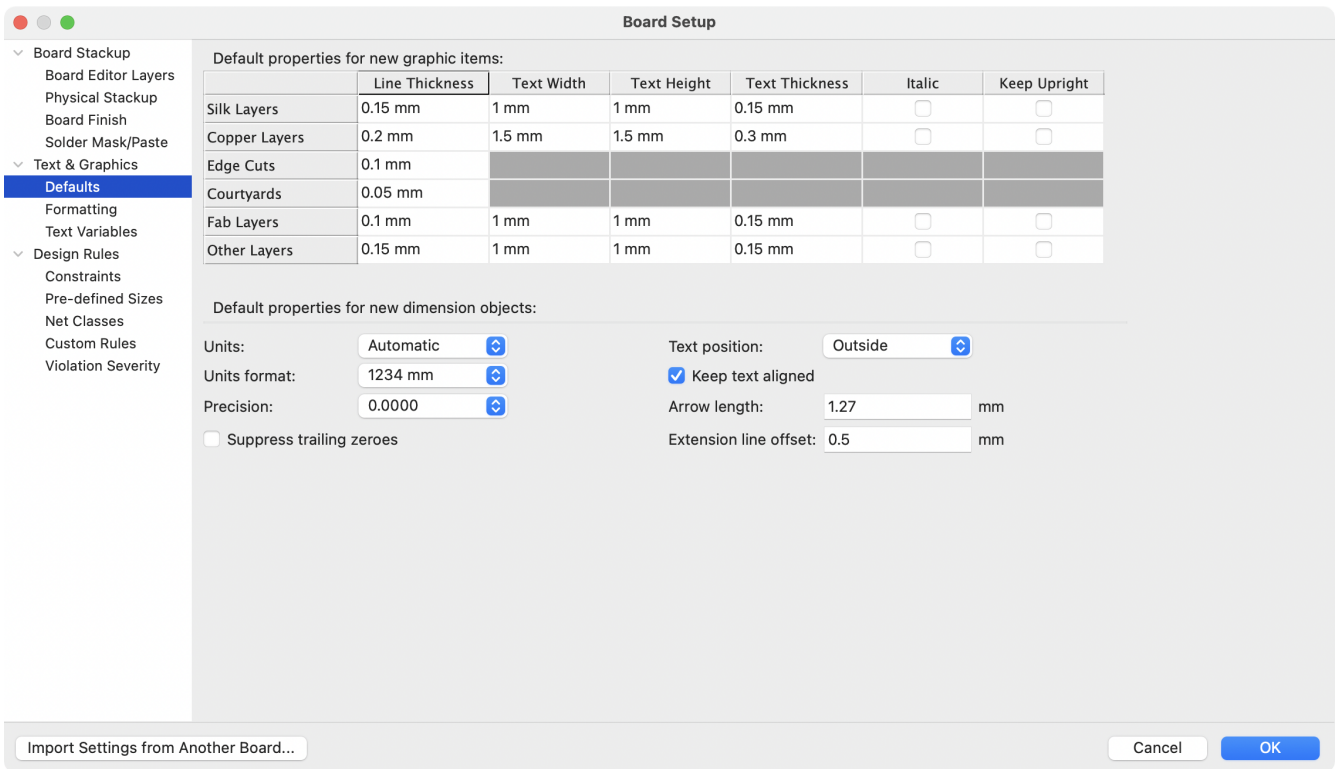 Board Setup
Board Stackup
Board Editor Layers
Physical Stackup
Board Finish
Solder Mask/Paste
Text & Graphics
Defaults
Formatting
Text Variables
Design Rules
Constraints
Pre-defined Sizes
Net Classes
Custom Rules
Violation Severity
Default properties for new graphic items:
Line Thickness Text Width Text Height Text Thickness Italic Keep Upright
Silk Layers 0.15 mm 1 mm 1 mm 0.15 mm
Copper Layers 0.2 mm 1.5 mm 1.5 mm 0.3 mm
Edge Cuts 0.1 mm
Courtyards 0.05 mm
Fab Layers 0.1 mm 1 mm 1 mm 0.15 mm
Other Layers 0.15 mm 1 mm 1 mm 0.15 mm
Default properties for new dimension objects:
Units: Automatic Text position: Outside
Units format: 1234 mm Keep text aligned
Precision: 0.0000 Arrow length: 1.27 mm
Suppress trailing zeroes Extension line offset: 0.5 mm
Import Settings from Another Board... Cancel OK